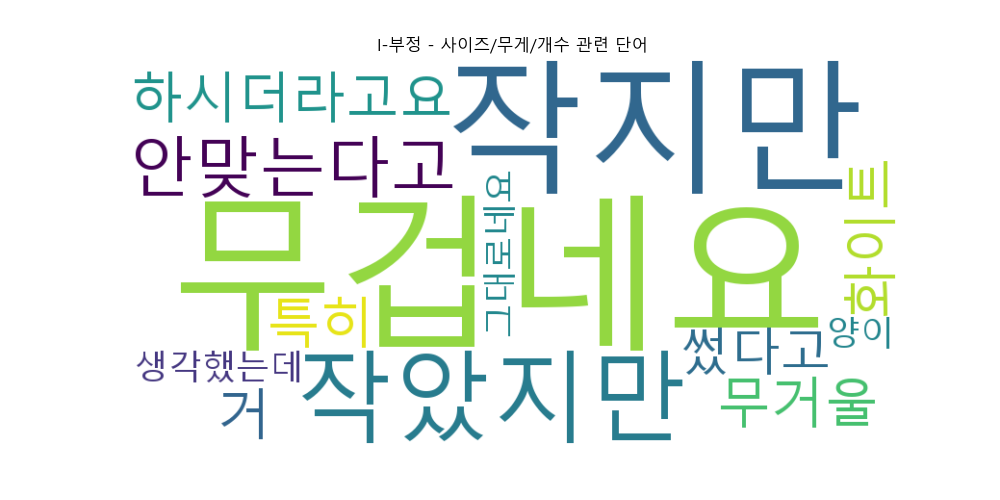 I-부정 - 사이즈/무게/개수 관련 단어
하시더라고요
작지만
안맞는다고
그대로네요
화이트
무겁네요
특히
썼다고
양이
생각했는데
작았지만
무거울
거